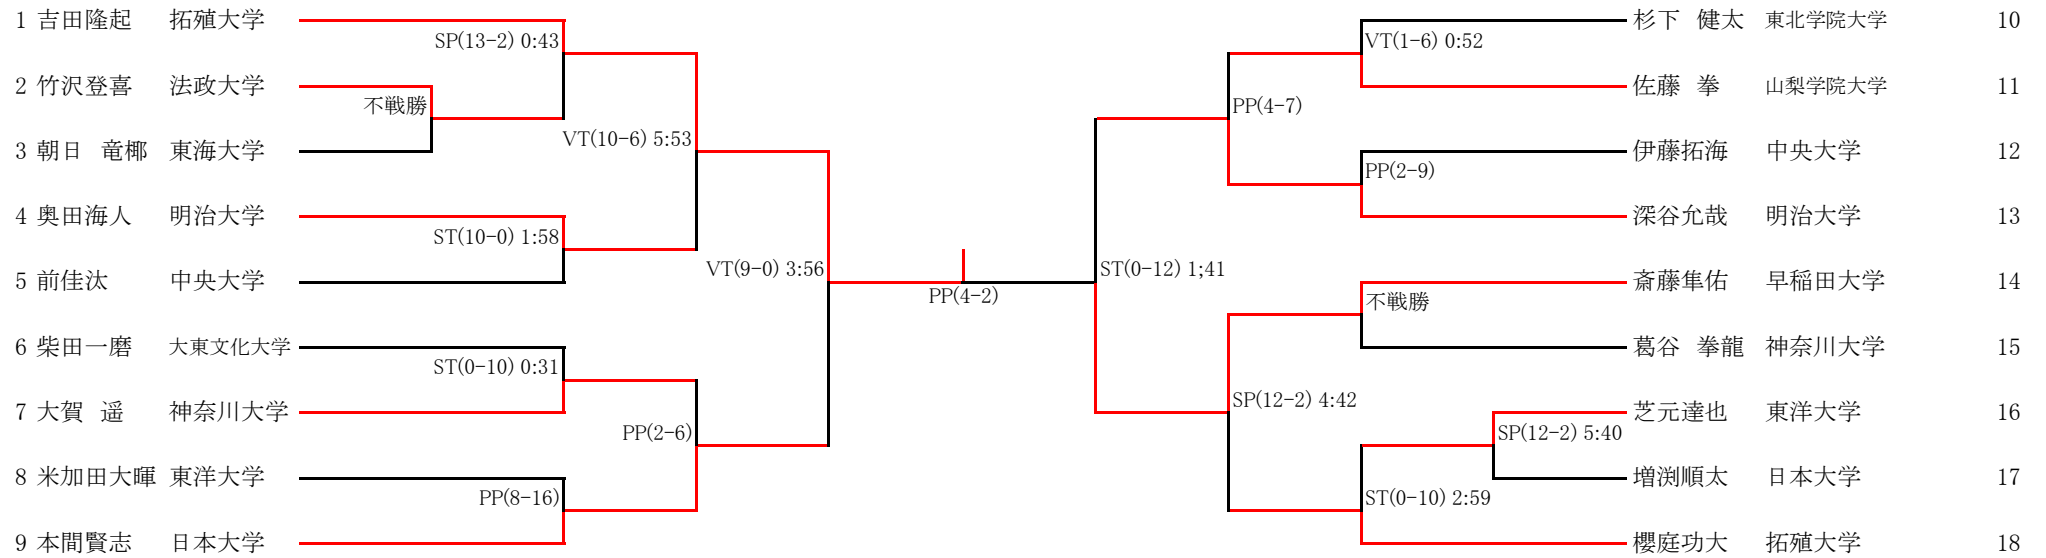 1 吉田隆起 拓殖大学
SP(13-2) 0:43
2 竹沢登喜 法政大学
不戦勝
VT(10-6) 5:53
3 朝日 竜椰 東海大学
4 奥田海人 明治大学
ST(10-0) 1:58
5 前佳汰 中央大学
VT(9-0) 3:56
6 柴田一磨 大東文化大学
ST(0-10) 0:31
7 大賀 遥 神奈川大学
PP(2-6)
8 米加田大暉 東洋大学
PP(8-16)
9 本間賢志 日本大学
PP(4-2)
杉下 健太 東北学院大学 10
VT(1-6) 0:52
佐藤 拳 山梨学院大学 11
PP(4-7)
伊藤拓海 中央大学 12
PP(2-9)
深谷允哉 明治大学 13
ST(0-12) 1;41
斎藤隼佑 早稲田大学 14
不戦勝
葛谷 拳龍 神奈川大学 15
SP(12-2) 4:42
芝元達也 東洋大学 16
SP(12-2) 5:40
増渕順太 日本大学 17
ST(0-10) 2:59
櫻庭功大 拓殖大学 18